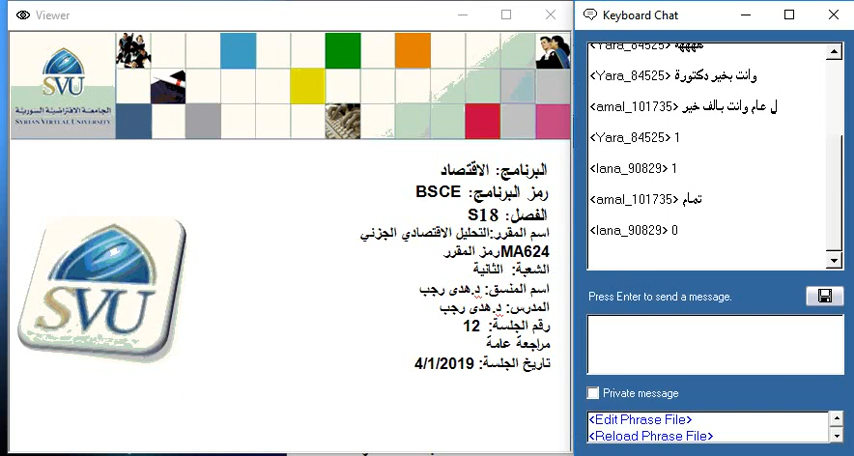 Viewer
SVU
الجامعة الافتراضية السورية
SYRIAN VIRTUAL UNIVERSITY
البرنامج: الاقتصاد
رمز البرنامج: BSCE
الفصل: S18
اسم المقرر:التحليل الاقتصادي الجزئي
MA624رمز المقرر
الشعبة: الثانية
اسم المنسق: د.هدى رجب
المدرس: د.هدى رجب
رقم الجلسة: 12
مراجعة عامة
تاريخ الجلسة: 4/1/2019
SVU
Keyboard Chat
<Yara_84525> ههههه
<Yara_84525> وانت بخير دكتورة
<amal_101735> ل عام وانت بالف خير
<Yara_84525> 1
<lana_90829> 1
<amal_101735> تمام
<lana_90829> 0
Press Enter to send a message.
Private message
<Edit Phrase File>
<Reload Phrase File>